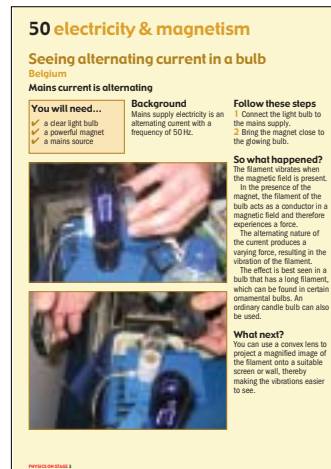 50 electricity & magnetism
Seeing alternating current in a bulb
Belgium
Mains current is alternating
You will need...
✔ a clear light bulb
✔ a powerful magnet
✔ a mains source
Background
Mains supply electricity is an
alternating current with a
frequency of 50 Hz.
Follow these steps
1 Connect the light bulb to
the mains supply.
2 Bring the magnet close to
the glowing bulb.
So what happened?
The filament vibrates when
the magnetic field is present.
In the presence of the
magnet, the filament of the
bulb acts as a conductor in a
magnetic field and therefore
experiences a force.
The alternating nature of
the current produces a
varying force, resulting in the
vibration of the filament.
The effect is best seen in a
bulb that has a long filament,
which can be found in certain
ornamental bulbs. An
ordinary candle bulb can also
be used.
What next?
You can use a convex lens to
project a magnified image of
the filament onto a suitable
screen or wall, thereby
making the vibrations easier
to see.
PHYSICS ON STAGE 3